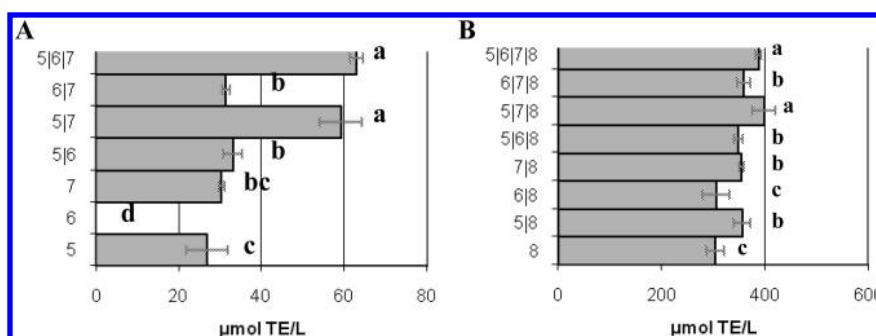 A
5|6|7 a
6|7 b
5|7 a
5|6 b
7 bc
6 d
5 c
0 20 40 60 80
µmol TE/L
B
5|6|7|8 a
6|7|8 b
5|7|8 a
5|6|8 b
7|8 b
6|8 c
5|8 b
8 c
0 200 400 600
µmol TE/L